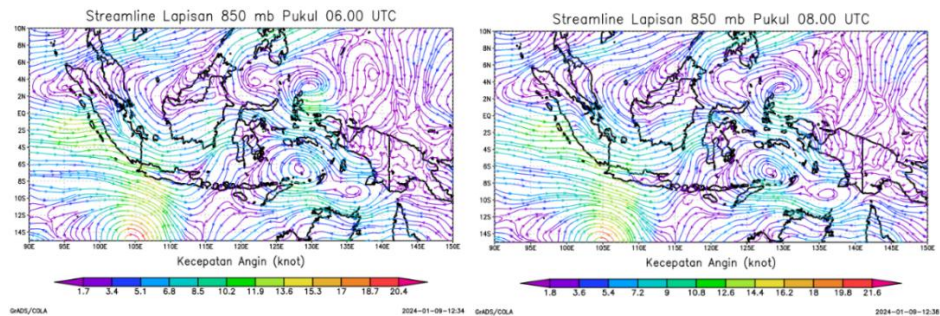 Streamline Lapisan 850 mb Pukul 06.00 UTC
10N
8N
6N
4N
2N
EQ
2S
4S
6S
8S
10S
12S
14S
90E 95E 100E 105E 110E 115E 120E 125E 130E 135E 140E 145E 150E
Kecepatan Angin (knot)
1.7 3.4 5.1 6.8 8.5 10.2 11.9 13.6 15.3 17 18.7 20.4
GrADS/COLA 2024-01-09-12:34
Streamline Lapisan 850 mb Pukul 08.00 UTC
10N
8N
6N
4N
2N
EQ
2S
4S
6S
8S
10S
12S
14S
90E 95E 100E 105E 110E 115E 120E 125E 130E 135E 140E 145E 150E
Kecepatan Angin (knot)
1.8 3.6 5.4 7.2 9 10.8 12.6 14.4 16.2 18 19.8 21.6
GrADS/COLA 2024-01-09-12:38